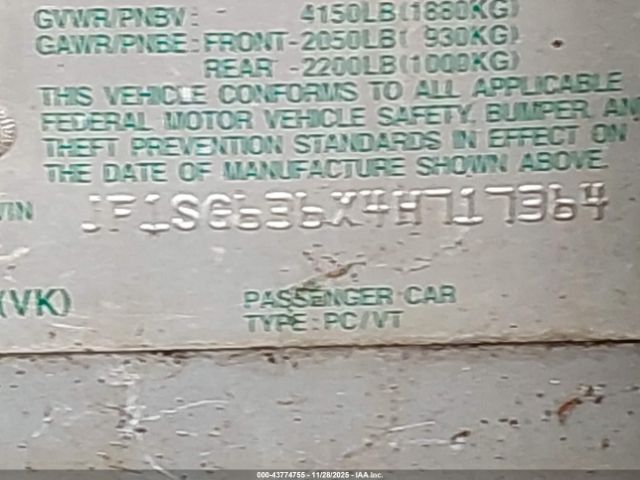 GVWR/PNBV: 4150LB(1880KG)
GAWR/PNBE: FRONT-2050LB( 930KG)
REAR -2200LB(1000KG)
THIS VEHICLE CONFORMS TO ALL APPLICABLE
FEDERAL MOTOR VEHICLE SAFETY, BUMPER, AN
THEFT PREVENTION STANDARDS IN EFFECT ON
THE DATE OF MANUFACTURE SHOWN ABOVE.
VIN JF1SG636X4H717364
(VK) PASSENGER CAR
TYPE: PC/VT
000-43774755 | 11/28/2025 | IAA Inc.